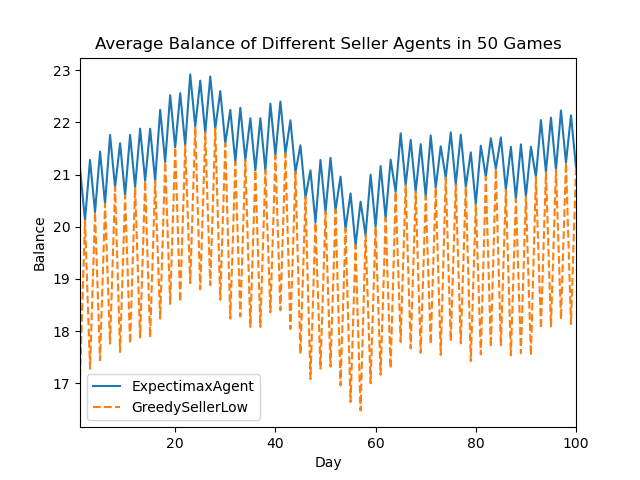 Average Balance of Different Seller Agents in 50 Games
23
22
21
20
19
18
17
Balance
ExpectimaxAgent
GreedySellerLow
20
40
60
80
100
Day